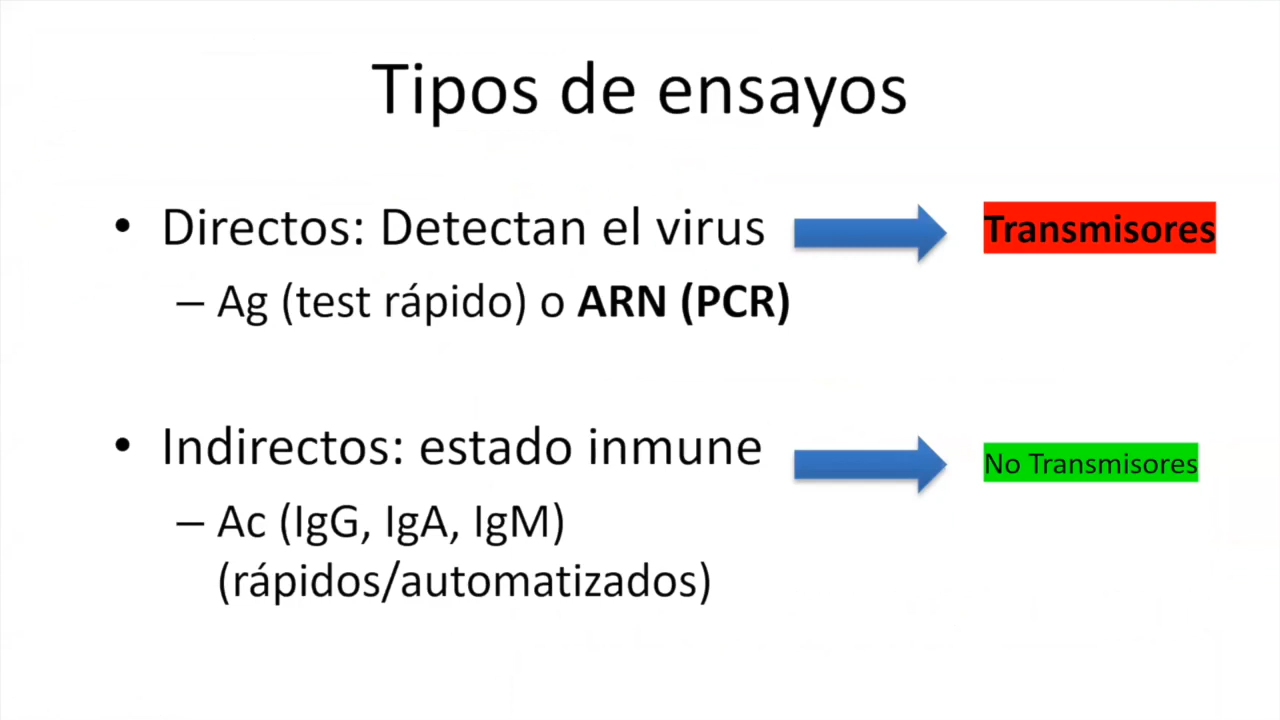 Tipos de ensayos
• Directos: Detectan el virus
Transmisores
– Ag (test rápido) o ARN (PCR)
• Indirectos: estado inmune
No Transmisores
– Ac (IgG, IgA, IgM)
(rápidos/automatizados)